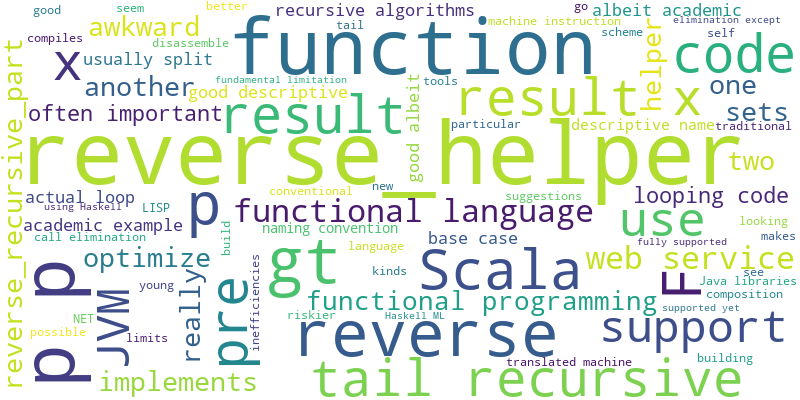 good
seem
better
recursive algorithms
go
albeit academic
awkward
tail
machine instruction
elimination except
compiles
disassemble
function
scheme
self
code
x
usually split
another
fundamental limitation
good descriptive
tools
good albeit
result x
helper
one
sets
often important
result
particular
descriptive name
traditional
reverse_helper
reverse_recursive_part
two
actual loop
using Haskell
LISP
p
conventional
new
suggestions
looping code
academic example
functional language
use
looking
call elimination
build
naming convention
language
base case
fully supported
makes
optimize
inefficiencies
gt
kinds
Scala
web service
see
Java libraries
composition
supported yet
p p
JVM
young
really
pre
functional programming
F
NET
possible
limits
riskier
Haskell ML
reverse
support
building
translated machine
implements
tail recursive